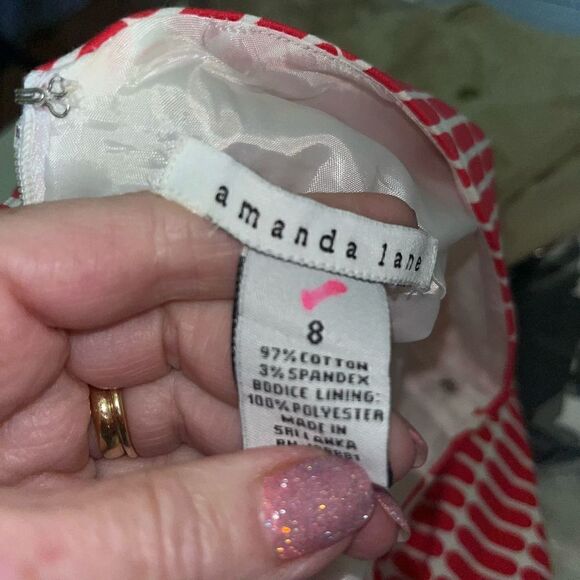 amanda lane
8
97% COTTON
3% SPANDEX
BODICE LINING:
100% POLYESTER
MADE IN
SRI LANKA